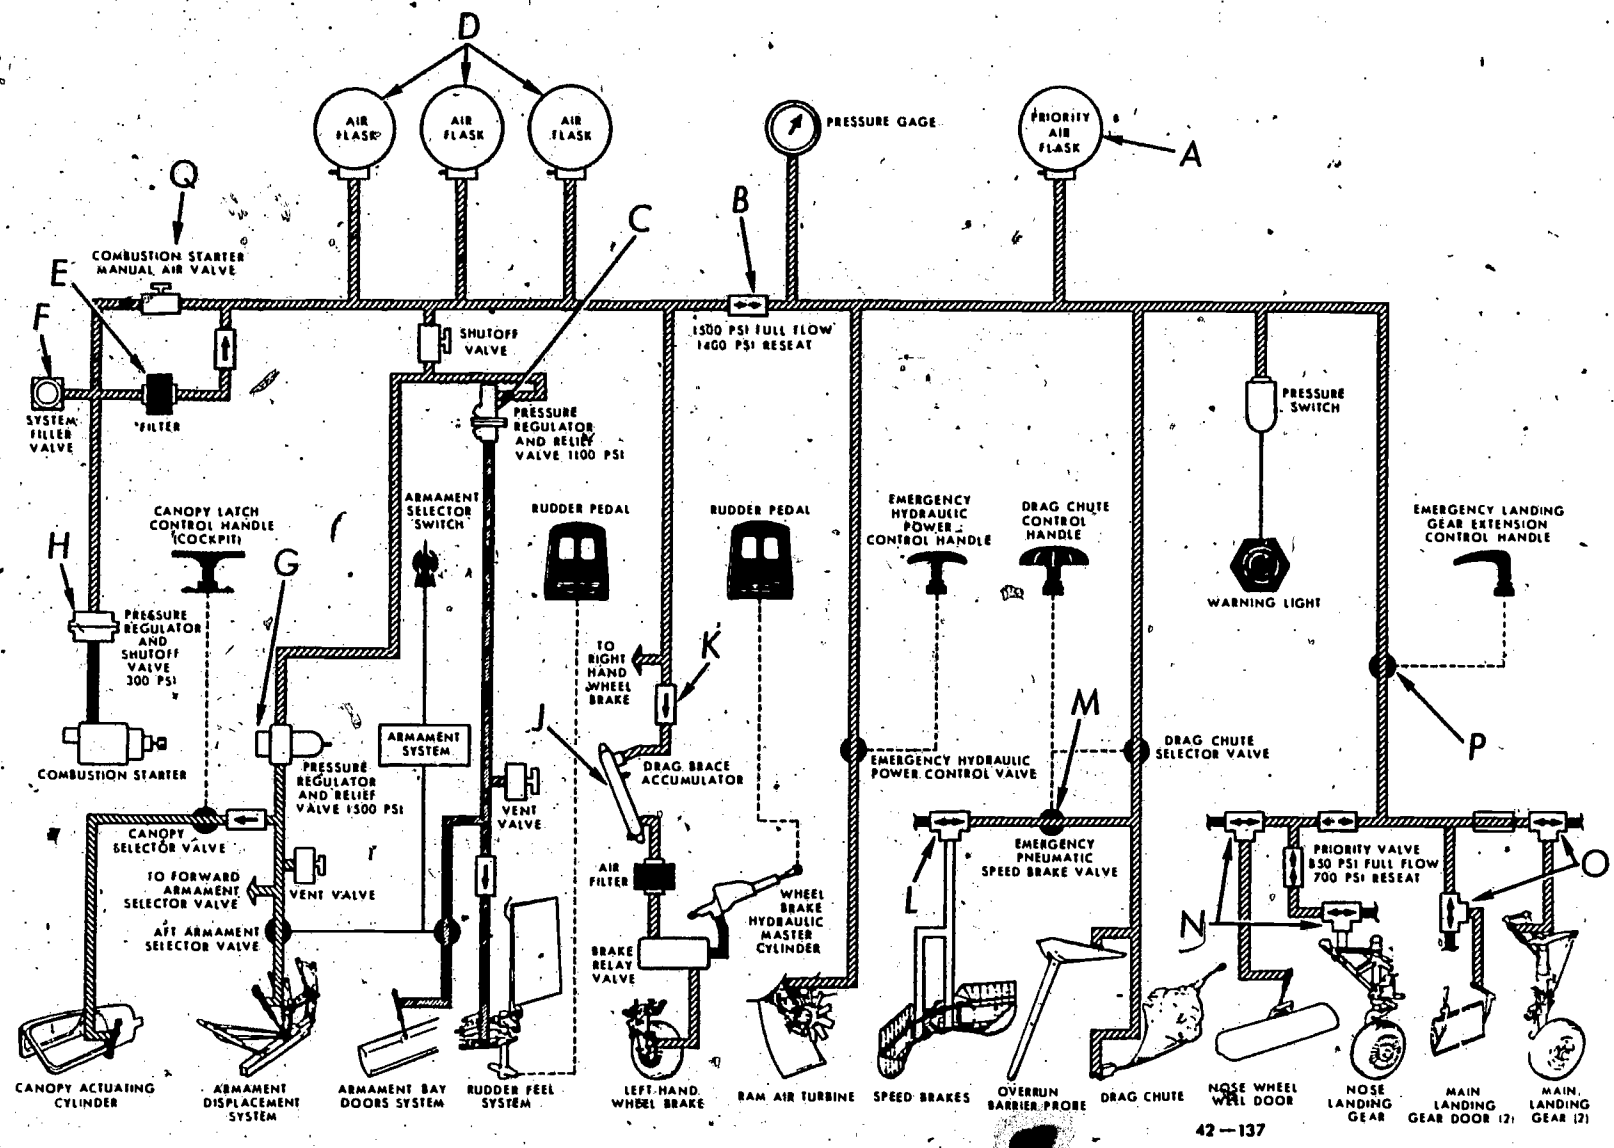 D
AIR
FLASK
AIR
FLASK
AIR
FLASK
PRESSURE GAGE
PRIORITY
AIR
FLASK
A
Q
B
C
COMBUSTION STARTER
MANUAL AIR VALVE
E
F
SHUTOFF
VALVE
1500 PSI FULL FLOW
1400 PSI RESEAT
SYSTEM
FILLER
VALVE
FILTER
PRESSURE
REGULATOR
AND RELIEF
VALVE 1100 PSI
PRESSURE
SWITCH
CANOPY LATCH
CONTROL HANDLE
(COCKPIT)
ARMAMENT
SELECTOR
SWITCH
RUDDER PEDAL
RUDDER PEDAL
EMERGENCY
HYDRAULIC
POWER
CONTROL HANDLE
DRAG CHUTE
CONTROL
HANDLE
EMERGENCY LANDING
GEAR EXTENSION
CONTROL HANDLE
H
G
WARNING LIGHT
PRESSURE
REGULATOR
AND
SHUTOFF
VALVE
300 PSI
TO
RIGHT
HAND
WHEEL
BRAKE
K
J
M
P
ARMAMENT
SYSTEM
COMBUSTION STARTER
PRESSURE
REGULATOR
AND RELIEF
VALVE 1500 PSI
DRAG BRACE
ACCUMULATOR
EMERGENCY HYDRAULIC
POWER CONTROL VALVE
DRAG CHUTE
SELECTOR VALVE
VENT
VALVE
CANOPY
SELECTOR VALVE
EMERGENCY
PNEUMATIC
SPEED BRAKE VALVE
PRIORITY VALVE
850 PSI FULL FLOW
700 PSI RESEAT
TO FORWARD
ARMAMENT
SELECTOR VALVE
VENT VALVE
AIR
FILTER
L
N
O
AFT ARMAMENT
SELECTOR VALVE
WHEEL
BRAKE
HYDRAULIC
MASTER
CYLINDER
BRAKE
RELAY
VALVE
CANOPY ACTUATING
CYLINDER
ARMAMENT
DISPLACEMENT
SYSTEM
ARMAMENT BAY
DOORS SYSTEM
RUDDER FEEL
SYSTEM
LEFT-HAND
WHEEL BRAKE
RAM AIR TURBINE
SPEED BRAKES
OVERRUN
BARRIER PROBE
DRAG CHUTE
NOSE WHEEL
WELL DOOR
NOSE
LANDING
GEAR
MAIN
LANDING
GEAR DOOR (2)
MAIN
LANDING
GEAR (2)
42-137